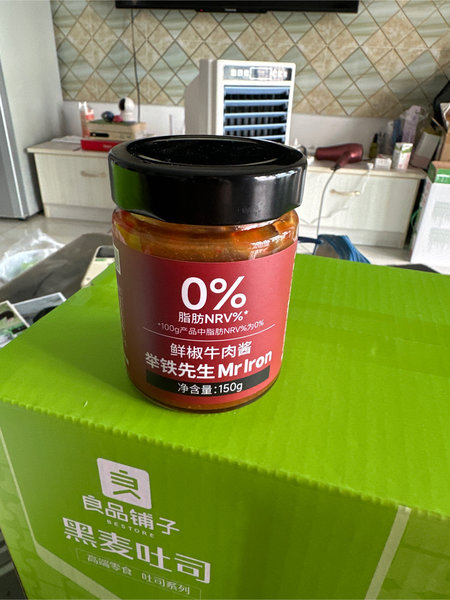 0%
脂肪NRV%*
*100g产品中脂肪NRV%为0%
鲜椒牛肉酱
举铁先生 Mr Iron
净含量:150g
良品铺子
BESTORE
黑麦吐司
高端零食 吐司系列